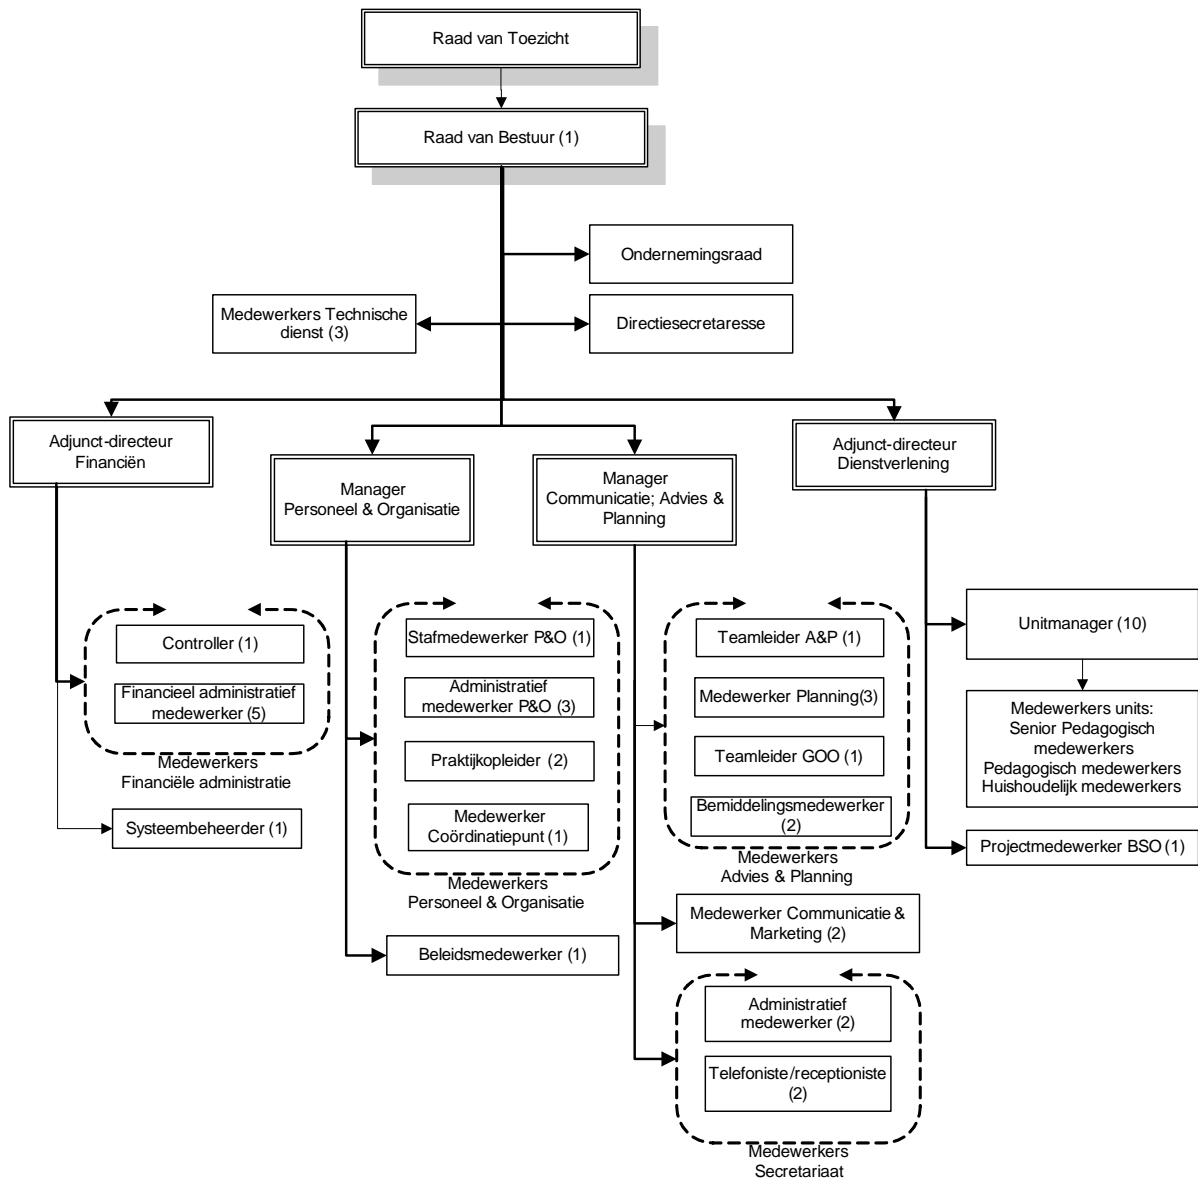 Raad van Toezicht
Raad van Bestuur (1)
Ondernemingsraad
Medewerkers Technische
dienst (3)
Directiesecretaresse
Adjunct-directeur
Financiën
Manager
Personeel & Organisatie
Manager
Communicatie; Advies &
Planning
Adjunct-directeur
Dienstverlening
Controller (1)
Financieel administratief
medewerker (5)
Medewerkers
Financiële administratie
Systeembeheerder (1)
Stafmedewerker P&O (1)
Administratief
medewerker P&O (3)
Praktijkopleider (2)
Medewerker
Coördinatiepunt (1)
Medewerkers
Personeel & Organisatie
Beleidsmedewerker (1)
Teamleider A&P (1)
Medewerker Planning(3)
Teamleider GOO (1)
Bemiddelingsmedewerker
(2)
Medewerkers
Advies & Planning
Medewerker Communicatie &
Marketing (2)
Administratief
medewerker (2)
Telefoniste/receptioniste
(2)
Medewerkers
Secretariaat
Unitmanager (10)
Medewerkers units:
Senior Pedagogisch
medewerkers
Pedagogisch medewerkers
Huishoudelijk medewerkers
Projectmedewerker BSO (1)